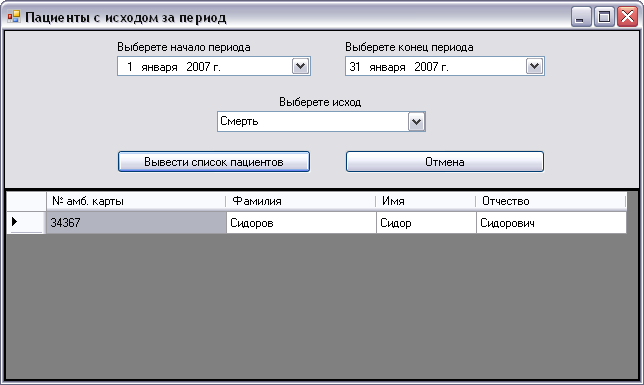 Пациенты с исходом за период
Выберете начало периода Выберете конец периода
1 января 2007 г. 31 января 2007 г.
Выберете исход
Смерть
Вывести список пациентов Отмена
№ амб. карты Фамилия Имя Отчество
34367 Сидоров Сидор Сидорович